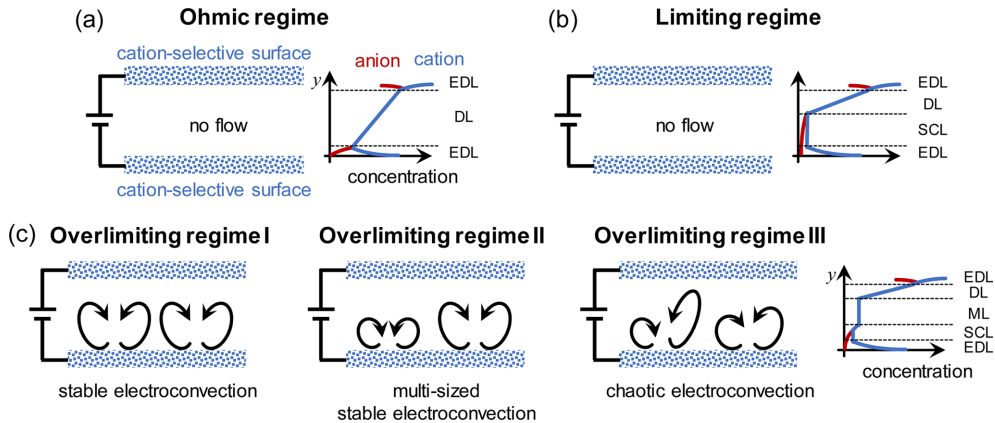 (a)
Ohmic regime
cation-selective surface
no flow
cation-selective surface
y
anion cation
EDL
DL
EDL
concentration
(b)
Limiting regime
no flow
EDL
DL
SCL
EDL
(c)
Overlimiting regime I
stable electroconvection
Overlimiting regime II
multi-sized
stable electroconvection
Overlimiting regime III
chaotic electroconvection
y
EDL
DL
ML
SCL
EDL
concentration